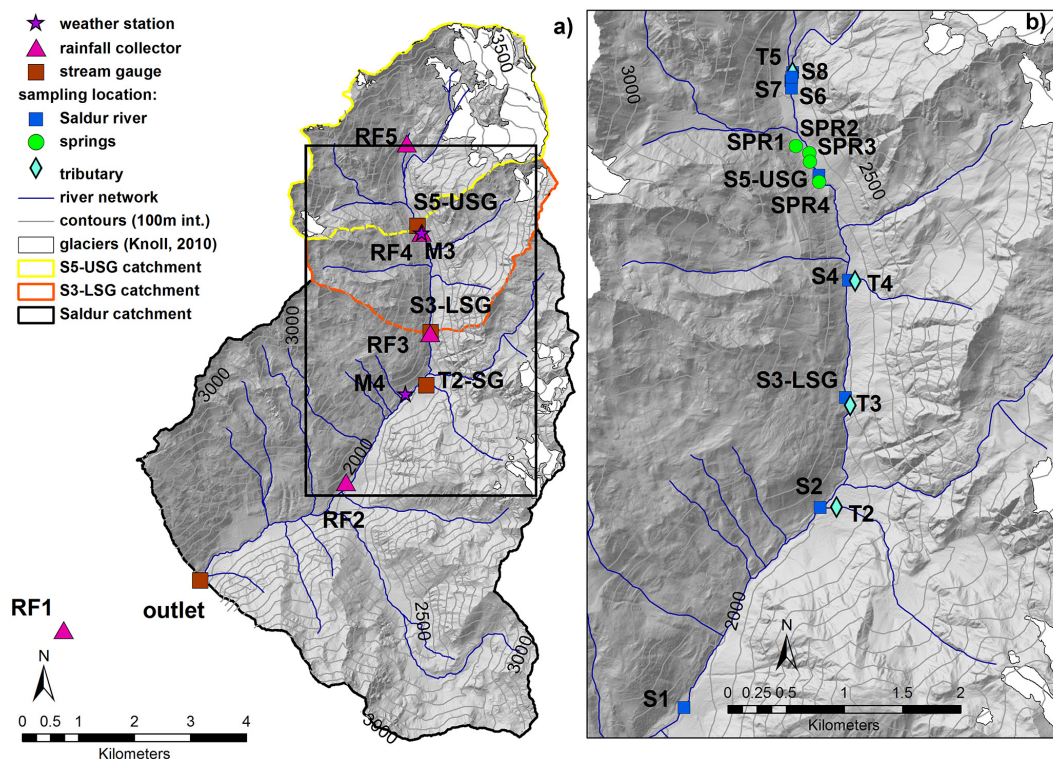 weather station
rainfall collector
stream gauge
sampling location:
Saldur river
springs
tributary
river network
contours (100m int.)
glaciers (Knoll, 2010)
S5-USG catchment
S3-LSG catchment
Saldur catchment
a)
3500
RF5
S5-USG
RF4
M3
S3-LSG
3000
RF3
M4
T2-SG
3000
2000
RF2
outlet
RF1
2500
3000
3000
N
0 0.5 1 2 3 4
Kilometers
b)
3000
T5
S8
S7
S6
SPR2
SPR1
SPR3
2500
S5-USG
SPR4
S4
T4
S3-LSG
T3
S2
T2
2000
N
S1
0 0.25 0.5 1 1.5 2
Kilometers